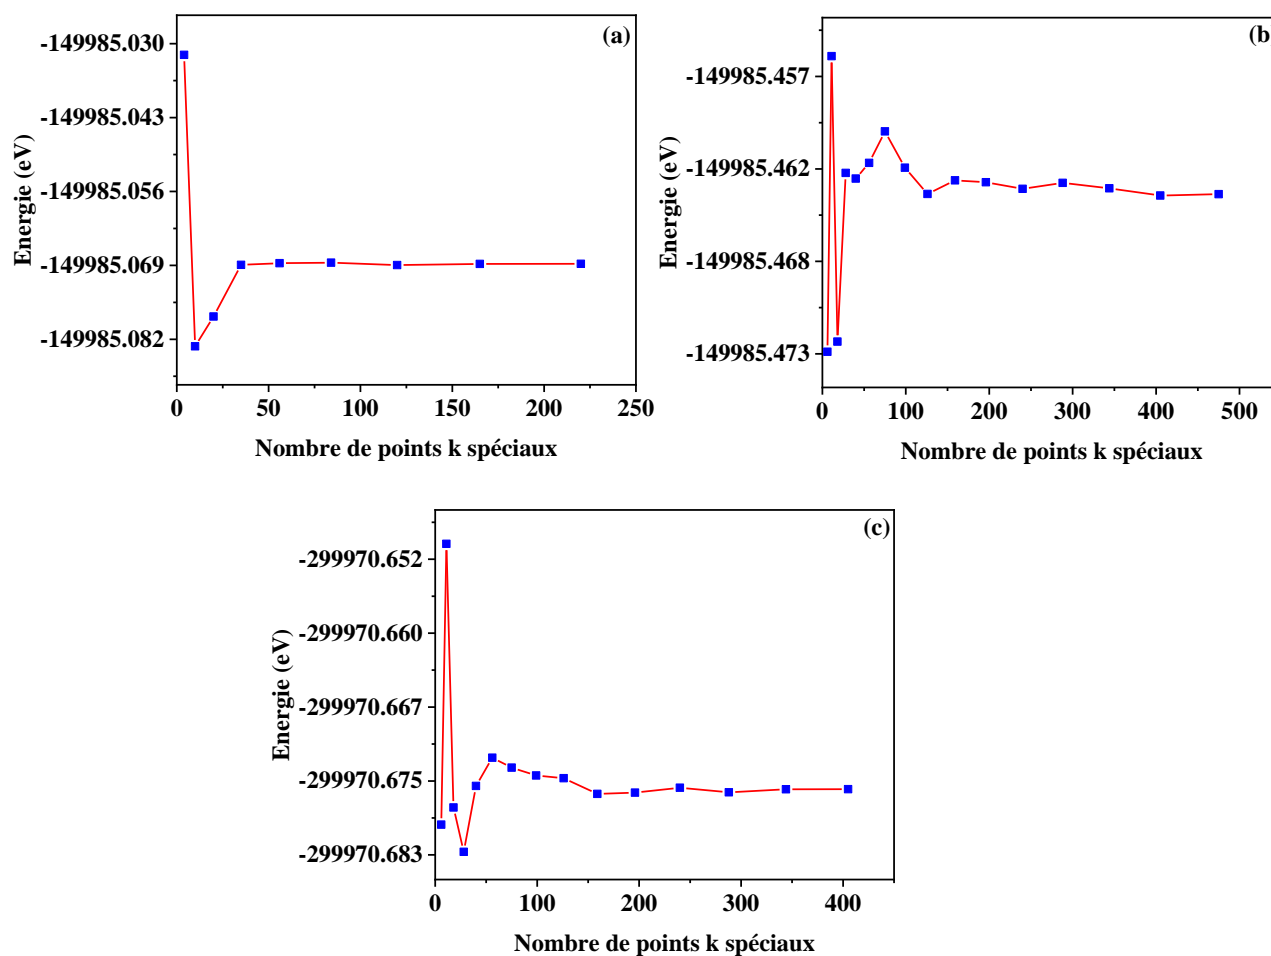 (a)
-149985.030
-149985.043
-149985.056
-149985.069
-149985.082
Energie (eV)
0 50 100 150 200 250
Nombre de points k spéciaux
(b
-149985.457
-149985.462
-149985.468
-149985.473
Energie (eV)
0 100 200 300 400 500
Nombre de points k spéciaux
(c)
-299970.652
-299970.660
-299970.667
-299970.675
-299970.683
Energie (eV)
0 100 200 300 400
Nombre de points k spéciaux